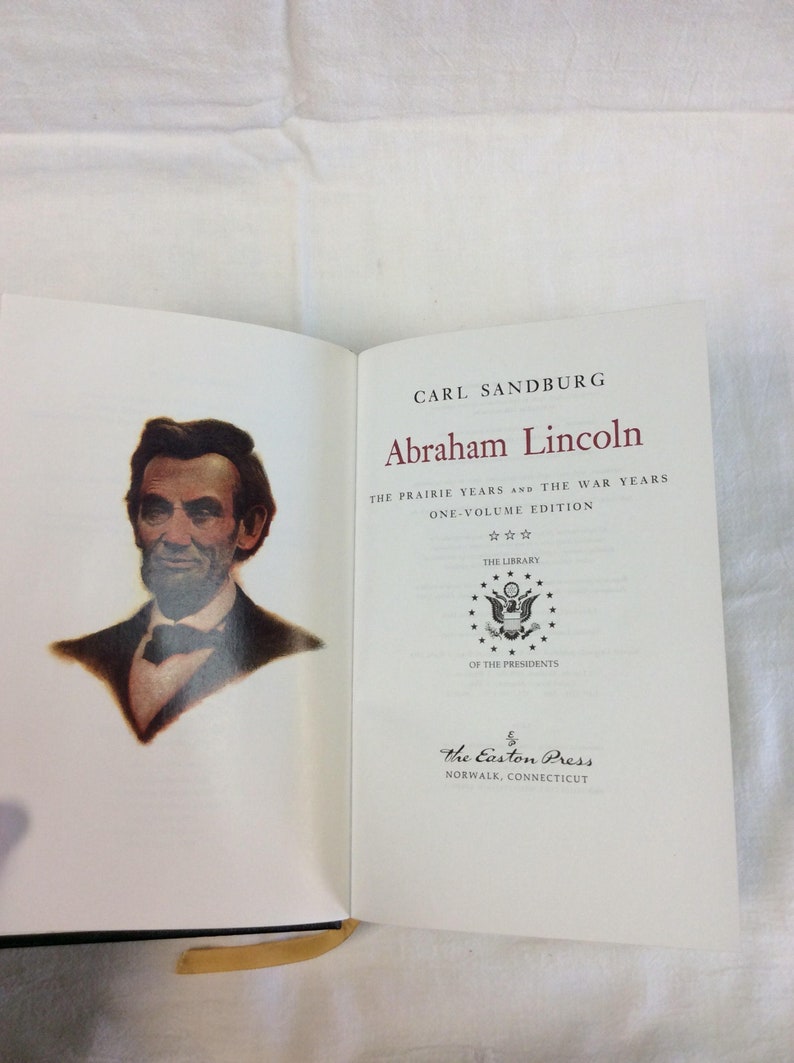 CARL SANDBURG
Abraham Lincoln
THE PRAIRIE YEARS AND THE WAR YEARS
ONE-VOLUME EDITION
THE LIBRARY
OF THE PRESIDENTS
E
P
the Easton Press
NORWALK, CONNECTICUT